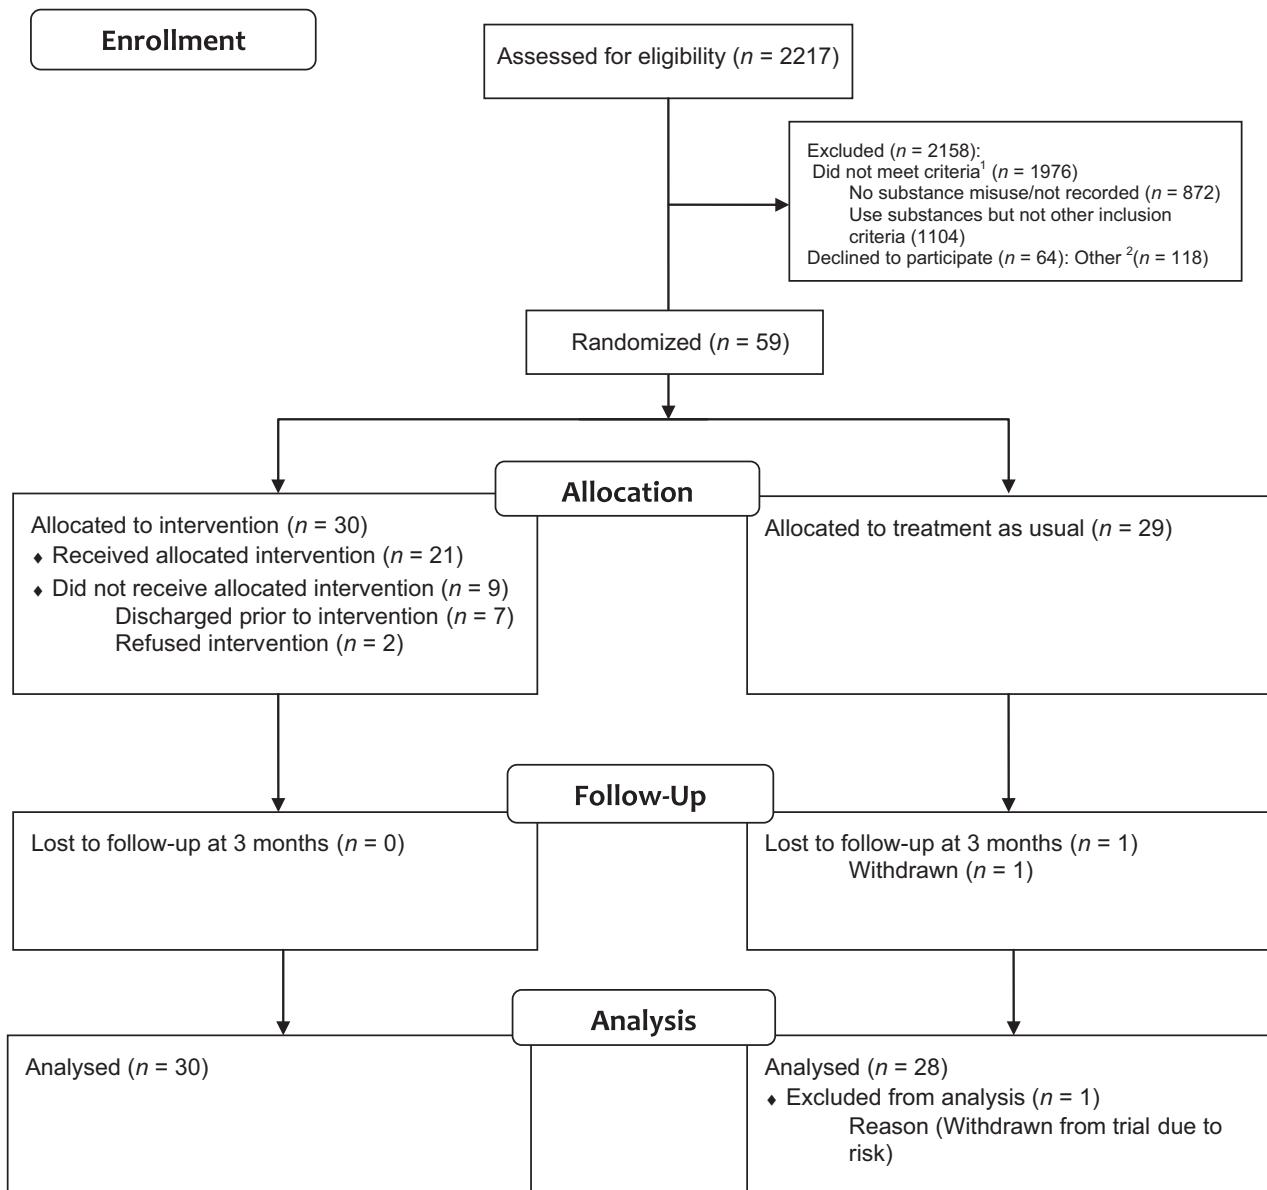 Enrollment
Assessed for eligibility (n = 2217)
Excluded (n = 2158):
Did not meet criteria1 (n = 1976)
No substance misuse/not recorded (n = 872)
Use substances but not other inclusion
criteria (1104)
Declined to participate (n = 64): Other 2(n = 118)
Randomized (n = 59)
Allocation
Allocated to intervention (n = 30)
♦ Received allocated intervention (n = 21)
♦ Did not receive allocated intervention (n = 9)
Discharged prior to intervention (n = 7)
Refused intervention (n = 2)
Allocated to treatment as usual (n = 29)
Follow-Up
Lost to follow-up at 3 months (n = 0)
Lost to follow-up at 3 months (n = 1)
Withdrawn (n = 1)
Analysis
Analysed (n = 30)
Analysed (n = 28)
♦ Excluded from analysis (n = 1)
Reason (Withdrawn from trial due to
risk)